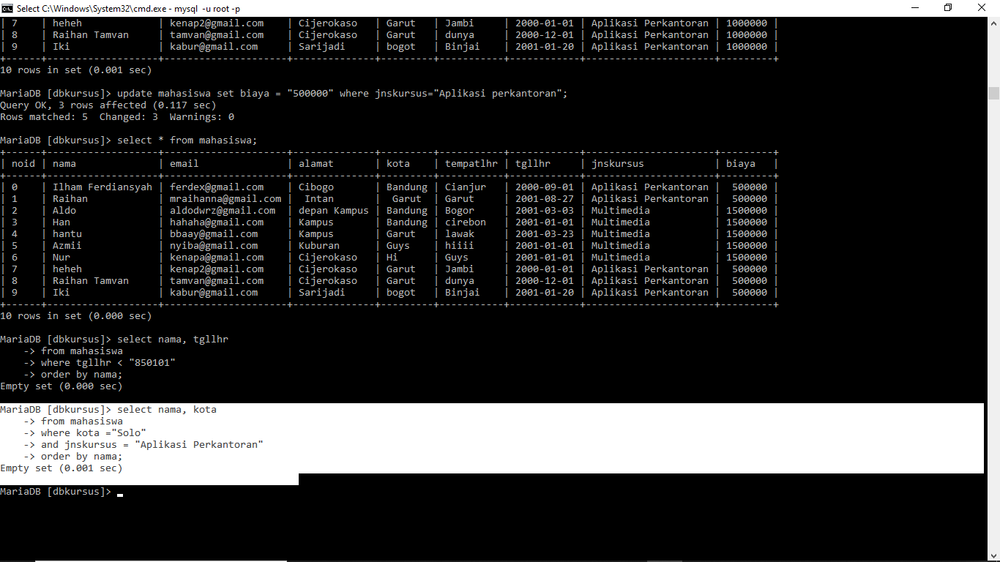 Select C:\Windows\System32\cmd.exe - mysql -u root -p
| 7    | heheh             | kenap2@gmail.com    | Cijerokaso   | Garut   | Jambi     | 2000-01-01 | Aplikasi Perkantoran | 1000000 |
| 8    | Raihan Tamvan     | tamvan@gmail.com    | Cijerokaso   | Garut   | dunya     | 2000-12-01 | Aplikasi Perkantoran | 1000000 |
| 9    | Iki               | kabur@gmail.com     | Sarijadi     | bogot   | Binjai    | 2001-01-20 | Aplikasi Perkantoran | 1000000 |
+------+-------------------+---------------------+--------------+---------+-----------+------------+----------------------+---------+
10 rows in set (0.001 sec)
MariaDB [dbkursus]> update mahasiswa set biaya = "500000" where jnskursus="Aplikasi perkantoran";
Query OK, 3 rows affected (0.117 sec)
Rows matched: 5  Changed: 3  Warnings: 0
MariaDB [dbkursus]> select * from mahasiswa;
+------+-------------------+---------------------+--------------+---------+-----------+------------+----------------------+---------+
| noid | nama              | email               | alamat       | kota    | tempatlhr | tgllhr     | jnskursus            | biaya   |
+------+-------------------+---------------------+--------------+---------+-----------+------------+----------------------+---------+
| 0    | Ilham Ferdiansyah | ferdex@gmail.com    | Cibogo       | Bandung | Cianjur   | 2000-09-01 | Aplikasi Perkantoran |  500000 |
| 1    | Raihan            | mraihanna@gmail.com |  Intan       |  Garut  | Garut     | 2001-08-27 | Aplikasi Perkantoran |  500000 |
| 2    | Aldo              | aldodwrz@gmail.com  | depan Kampus | Bandung | Bogor     | 2001-03-03 | Multimedia           | 1500000 |
| 3    | Han               | hahaha@gmail.com    | Kampus       | Bandung | cirebon   | 2001-01-01 | Multimedia           | 1500000 |
| 4    | hantu             | bbaay@gmail.com     | Kampus       | Garut   | lawak     | 2001-03-23 | Multimedia           | 1500000 |
| 5    | Azmii             | nyiba@gmail.com     | Kuburan      | Guys    | hiiii     | 2001-01-01 | Multimedia           | 1500000 |
| 6    | Nur               | kenapa@gmail.com    | Cijerokaso   | Hi      | Guys      | 2001-01-01 | Multimedia           | 1500000 |
| 7    | heheh             | kenap2@gmail.com    | Cijerokaso   | Garut   | Jambi     | 2000-01-01 | Aplikasi Perkantoran |  500000 |
| 8    | Raihan Tamvan     | tamvan@gmail.com    | Cijerokaso   | Garut   | dunya     | 2000-12-01 | Aplikasi Perkantoran |  500000 |
| 9    | Iki               | kabur@gmail.com     | Sarijadi     | bogot   | Binjai    | 2001-01-20 | Aplikasi Perkantoran |  500000 |
+------+-------------------+---------------------+--------------+---------+-----------+------------+----------------------+---------+
10 rows in set (0.000 sec)
MariaDB [dbkursus]> select nama, tgllhr
    -> from mahasiswa
    -> where tgllhr < "850101"
    -> order by nama;
Empty set (0.000 sec)
MariaDB [dbkursus]> select nama, kota
    -> from mahasiswa
    -> where kota ="Solo"
    -> and jnskursus = "Aplikasi Perkantoran"
    -> order by nama;
Empty set (0.001 sec)
MariaDB [dbkursus]>